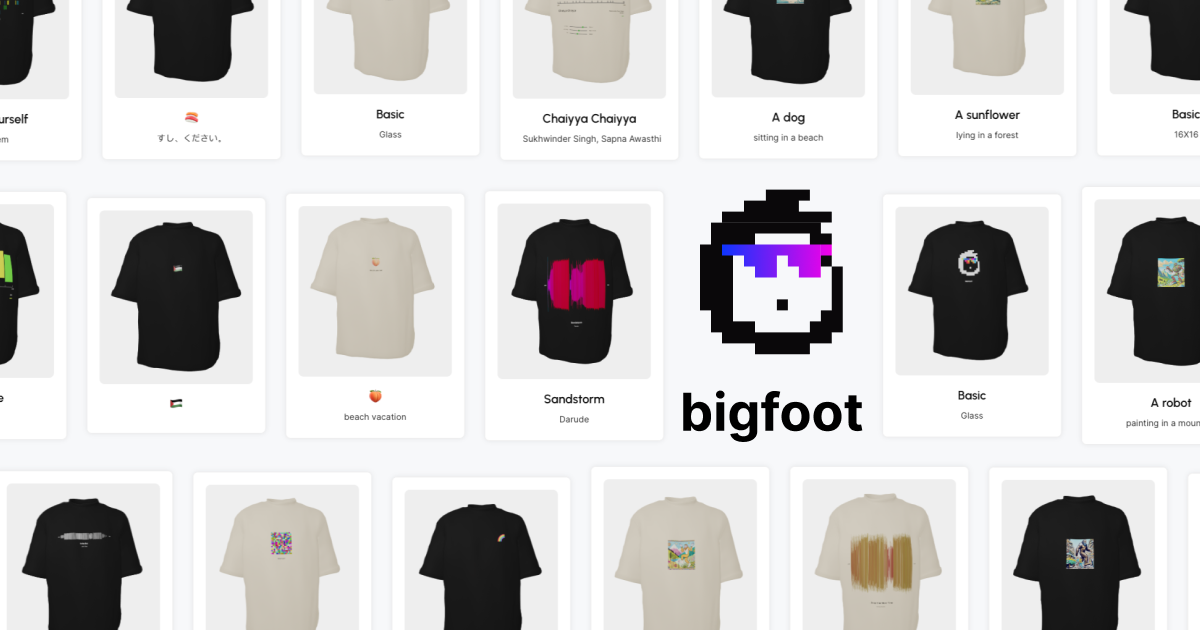 urself
em
すし、ください。
Basic
Glass
Chaiyya Chaiyya
Sukhwinder Singh, Sapna Awasthi
A dog
sitting in a beach
A sunflower
lying in a forest
Basic
16X16
e
beach vacation
Sandstorm
Darude
bigfoot
Basic
Glass
A robot
painting in a moun